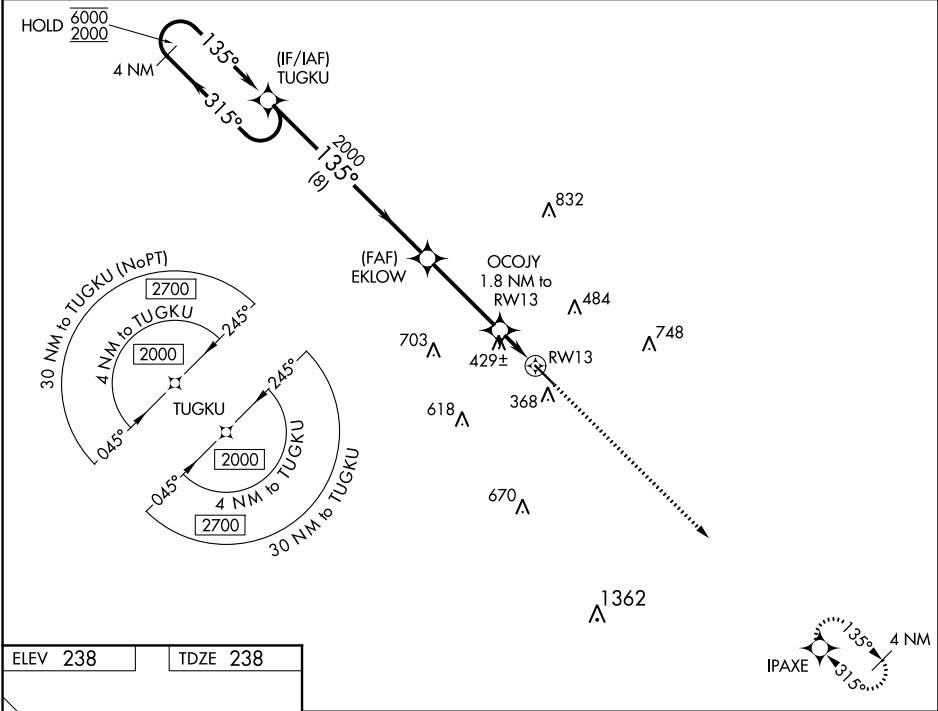 HOLD 6000
2000
4 NM
135°
315°
(IF/IAF)
TUGKU
2000
135°
(8)
832
(FAF)
EKLOW
OCOJY
1.8 NM to
RW13
484
748
703
429±
RW13
368
618
670
1362
30 NM to TUGKU (NoPT)
2700
4 NM to TUGKU
245°
2000
TUGKU
045°
245°
045°
2000
4 NM to TUGKU
2700
30 NM to TUGKU
IPAXE
135°
315°
4 NM
ELEV 238
TDZE 238